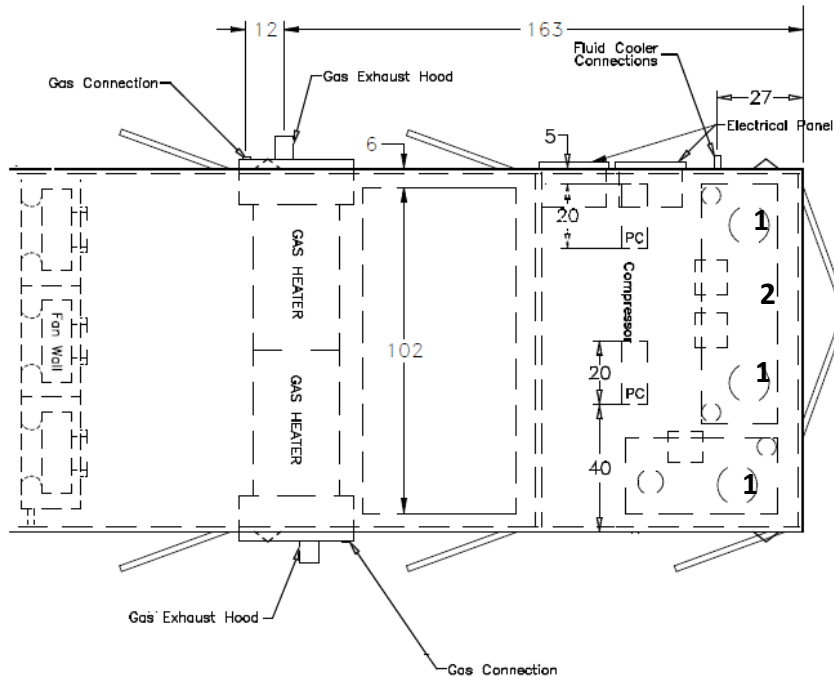 12
163
Fluid Cooler
Connections
Gas Exhaust Hood
Gas Connection
27
Electrical Panel
6
5
20
PC
1
GAS HEATER
Compressor
2
Fan Wall
102
20
1
PC
GAS HEATER
40
1
Gas Exhaust Hood
Gas Connection